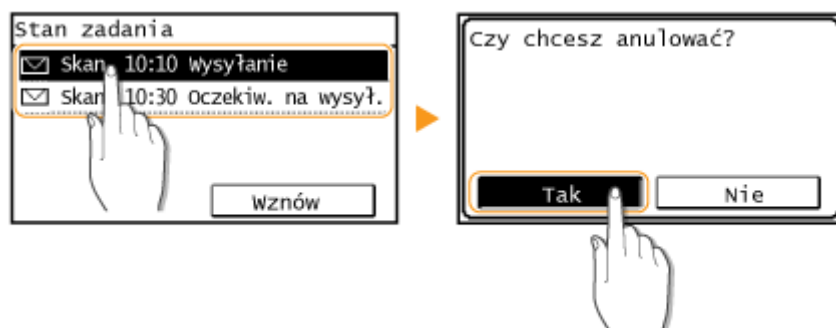 Stan zadania
Skan 10:10 Wysyłanie
Skan 10:30 Oczekiw. na wysył.
Wznów
Czy chcesz anulować?
Tak
Nie